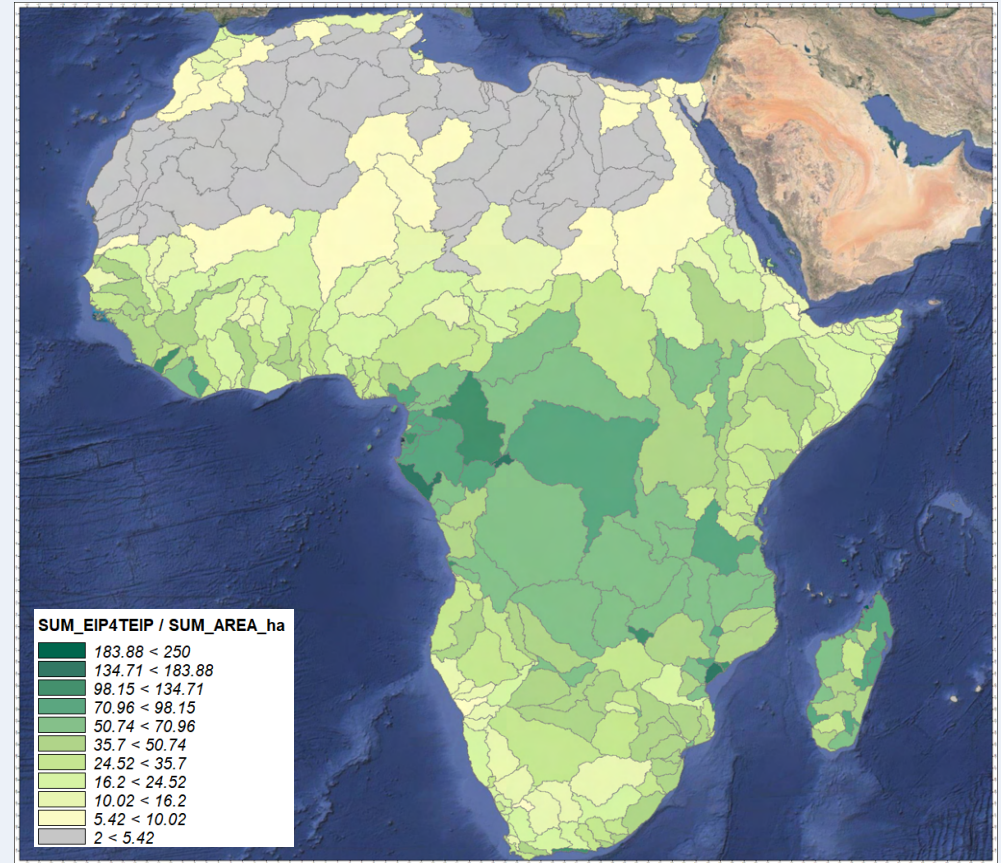 SUM_EIP4TEIP / SUM_AREA_ha
183.88 < 250
134.71 < 183.88
98.15 < 134.71
70.96 < 98.15
50.74 < 70.96
35.7 < 50.74
24.52 < 35.7
16.2 < 24.52
10.02 < 16.2
5.42 < 10.02
2 < 5.42